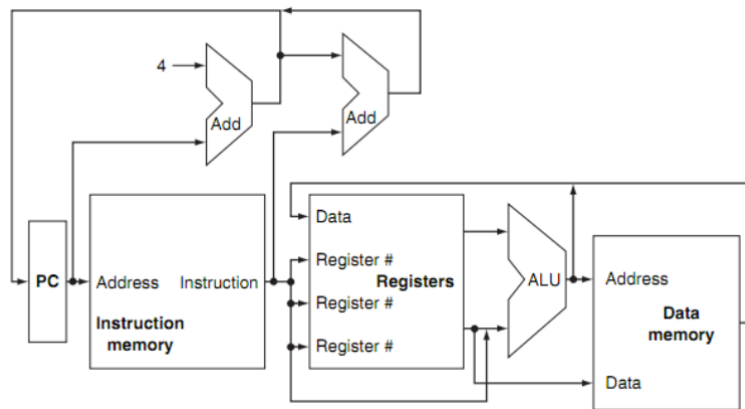 4
Add
Add
Data
PC
Address
Instruction
Register #
Registers
ALU
Address
Instruction
memory
Register #
Data
memory
Register #
Data